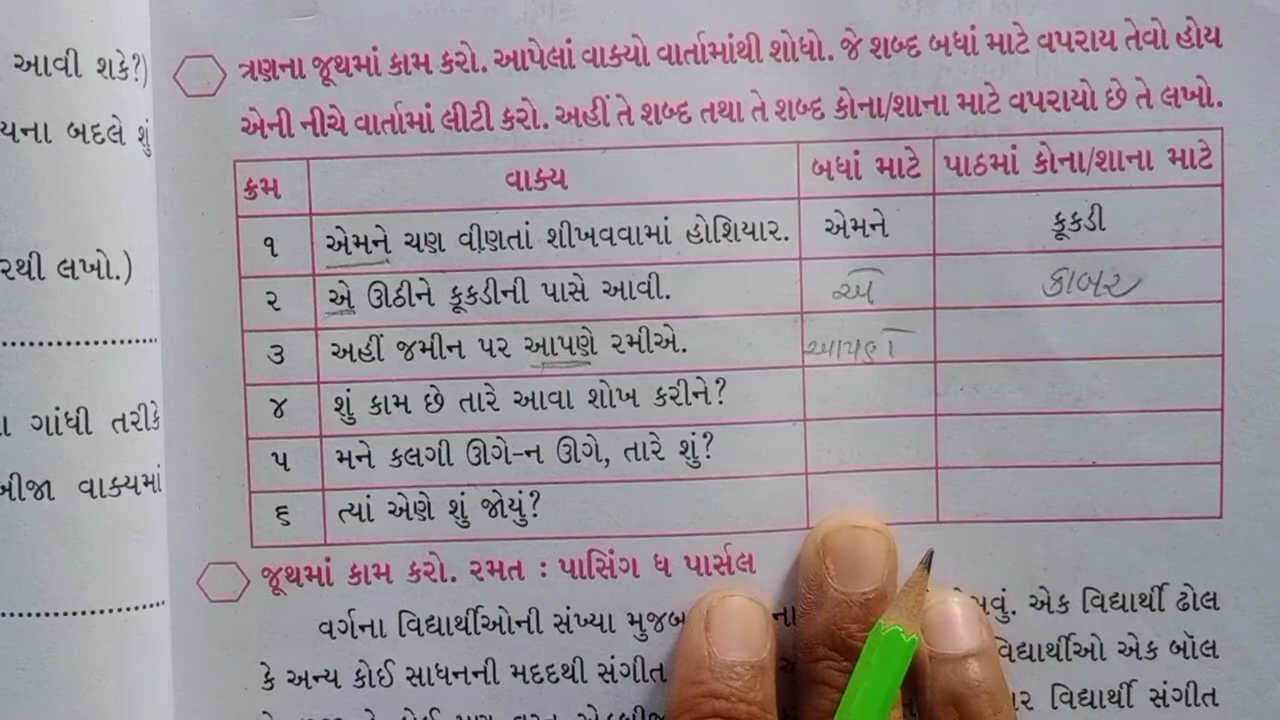 આવી શકે?)
યના બદલે શું
રથી લખો.)
ા ગાંધી તરીકે
બીજા વાક્યમાં
ત્રણના જૂથમાં કામ કરો. આપેલાં વાક્યો વાર્તામાંથી શોધો. જે શબ્દ બધાં માટે વપરાય તેવો હોય
એની નીચે વાર્તામાં લીટી કરો. અહીં તે શબ્દ તથા તે શબ્દ કોના/શાના માટે વપરાયો છે તે લખો.
ક્રમ વાક્ય બધાં માટે પાઠમાં કોના/શાના માટે
૧ એમને ચણ વીણતાં શીખવવામાં હોશિયાર. એમને કૂકડી
૨ એ ઊઠીને કૂકડીની પાસે આવી. એ કાબર
૩ અહીં જમીન પર આપણે રમીએ. આપણે
૪ શું કામ છે તારે આવા શોખ કરીને?
૫ મને કલગી ઊગે-ન ઊગે, તારે શું?
૬ ત્યાં એણે શું જોયું?
જૂથમાં કામ કરો. રમત : પાસિંગ ધ પાર્સલ
વર્ગના વિદ્યાર્થીઓની સંખ્યા મુજબ ના વું. એક વિદ્યાર્થી ઢોલ
કે અન્ય કોઈ સાધનની મદદથી સંગીત વિદ્યાર્થીઓ એક બૉલ
ર વિદ્યાર્થી સંગીત